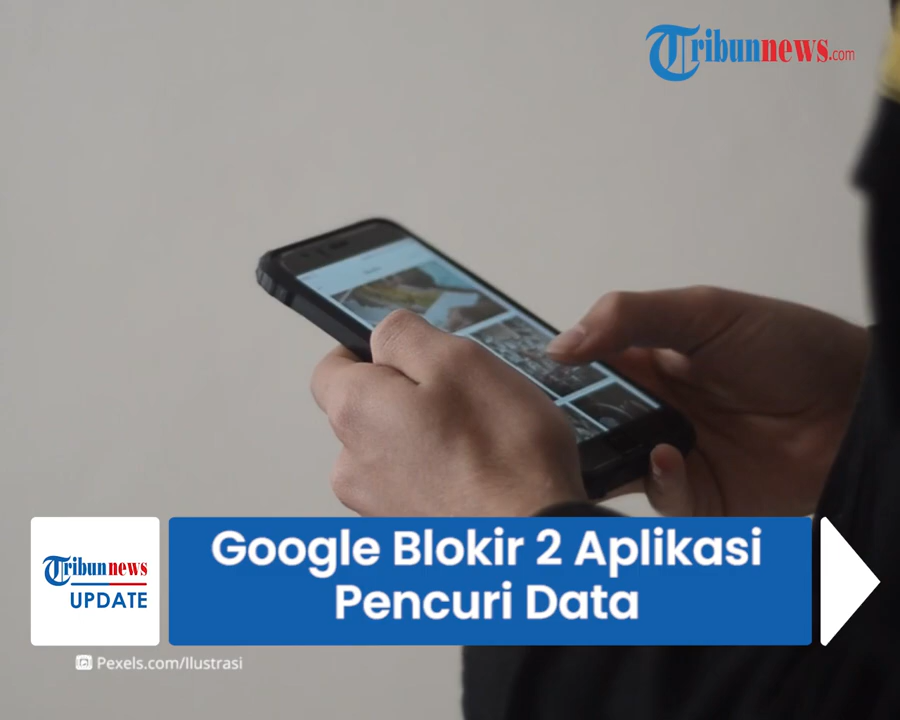 Tribunnews.com
Google Blokir 2 Aplikasi
Pencuri Data
Tribunnews
UPDATE
Pexels.com/Ilustrasi